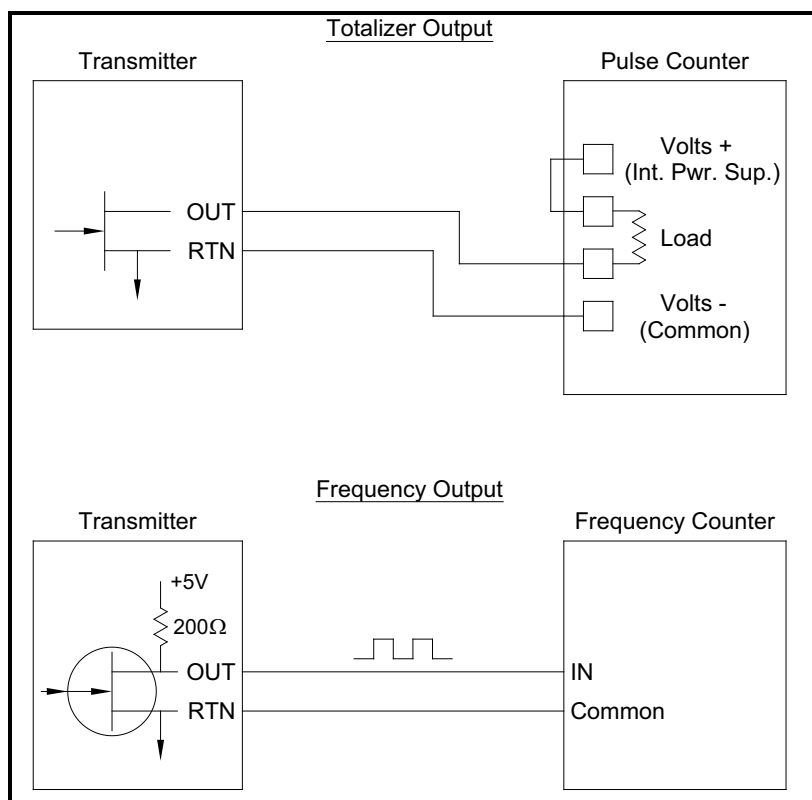 Totalizer Output
Transmitter
Pulse Counter
Volts +
(Int. Pwr. Sup.)
OUT
RTN
Load
Volts -
(Common)
Frequency Output
Transmitter
Frequency Counter
+5V
200Ω
OUT
IN
RTN
Common